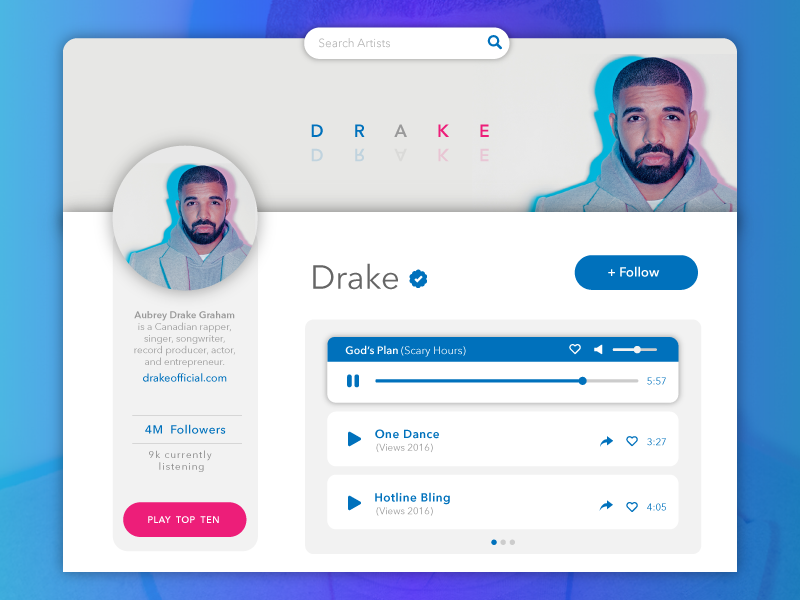 Search Artists
DRAKE
DRAKE
Drake
+ Follow
Aubrey Drake Graham
is a Canadian rapper,
singer, songwriter,
record producer, actor,
and entrepreneur.
drakeofficial.com
4M Followers
9k currently
listening
PLAY TOP TEN
God's Plan (Scary Hours)
5:57
One Dance
(Views 2016)
3:27
Hotline Bling
(Views 2016)
4:05